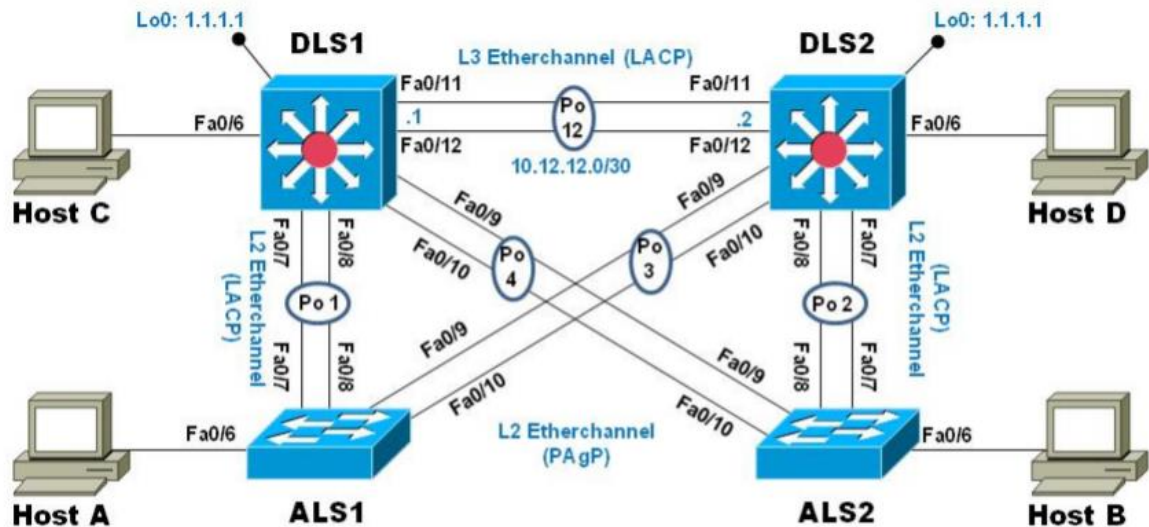 Lo0: 1.1.1.1
Lo0: 1.1.1.1
DLS1
DLS2
L3 Etherchannel (LACP)
Fa0/11
Fa0/11
Po
12
.1
.2
Fa0/6
Fa0/6
Fa0/12
Fa0/12
10.12.12.0/30
Host C
Host D
Fa0/9
Fa0/9
Fa0/10
Fa0/10
Fa0/7
Fa0/8
Po
4
Po
3
Fa0/8
Fa0/7
L2 Etherchannel
(LACP)
Po 1
Po 2
(LACP)
L2 Etherchannel
Fa0/7
Fa0/8
Fa0/9
Fa0/10
Fa0/9
Fa0/10
Fa0/8
Fa0/7
Fa0/6
L2 Etherchannel
(PAgP)
Fa0/6
Host A
ALS1
ALS2
Host B